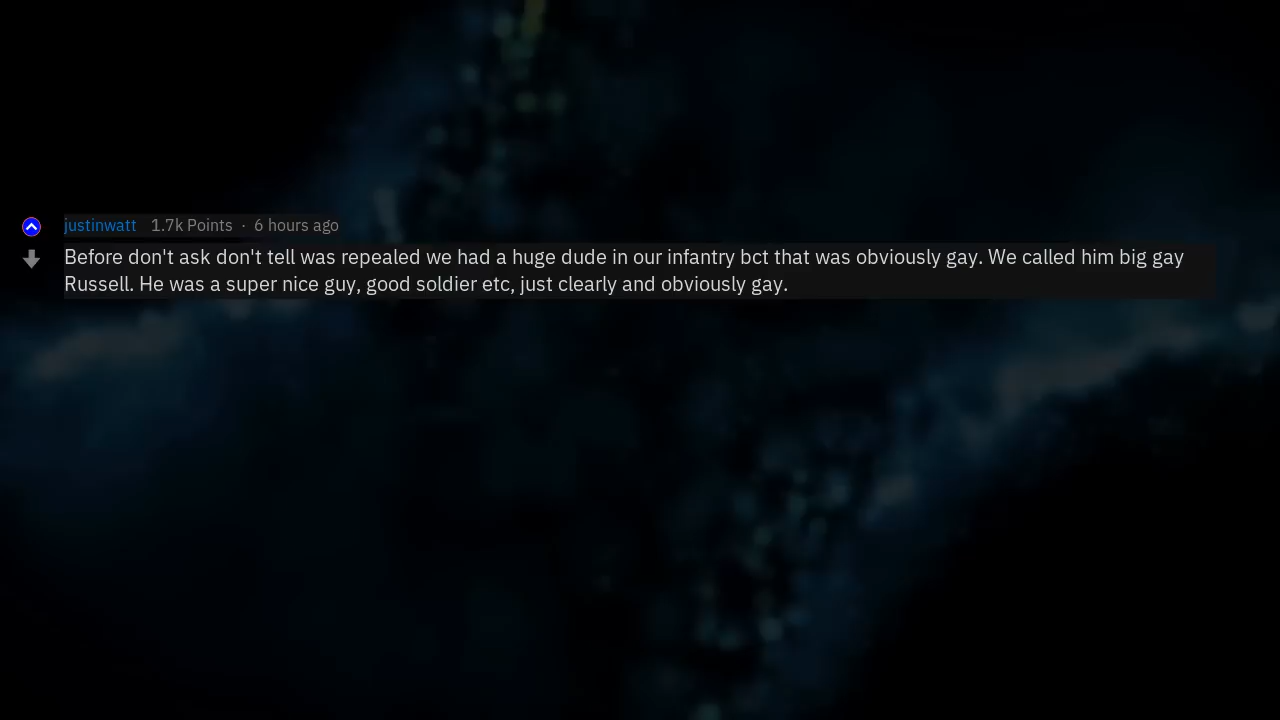 justinwatt 1.7k Points · 6 hours ago
Before don't ask don't tell was repealed we had a huge dude in our infantry bct that was obviously gay. We called him big gay
Russell. He was a super nice guy, good soldier etc, just clearly and obviously gay.